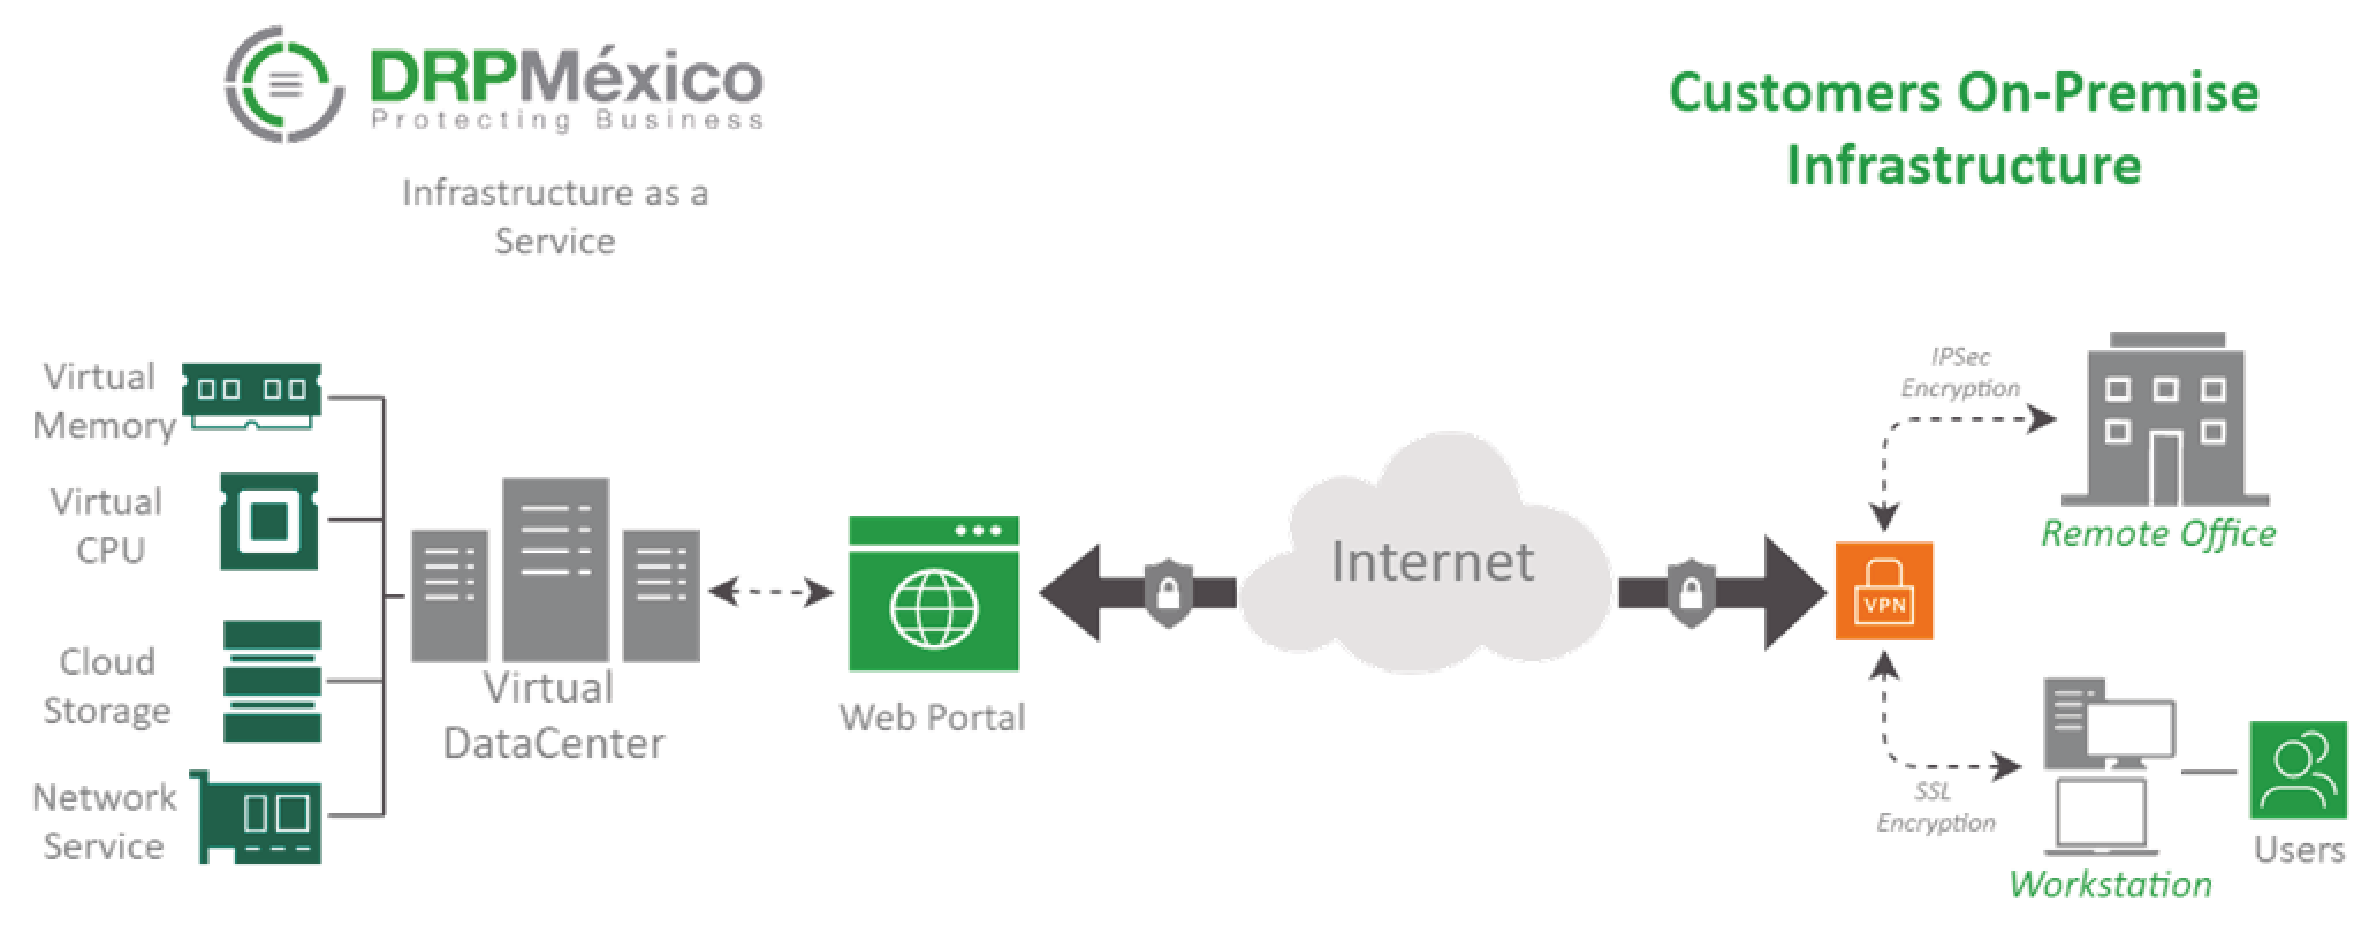 DRPMéxico
Protecting Business
Infrastructure as a
Service
Customers On-Premise
Infrastructure
Virtual
Memory
Virtual
CPU
Cloud
Storage
Network
Service
Virtual
DataCenter
Web Portal
Internet
VPN
IPSec
Encryption
Remote Office
SSL
Encryption
Workstation
Users